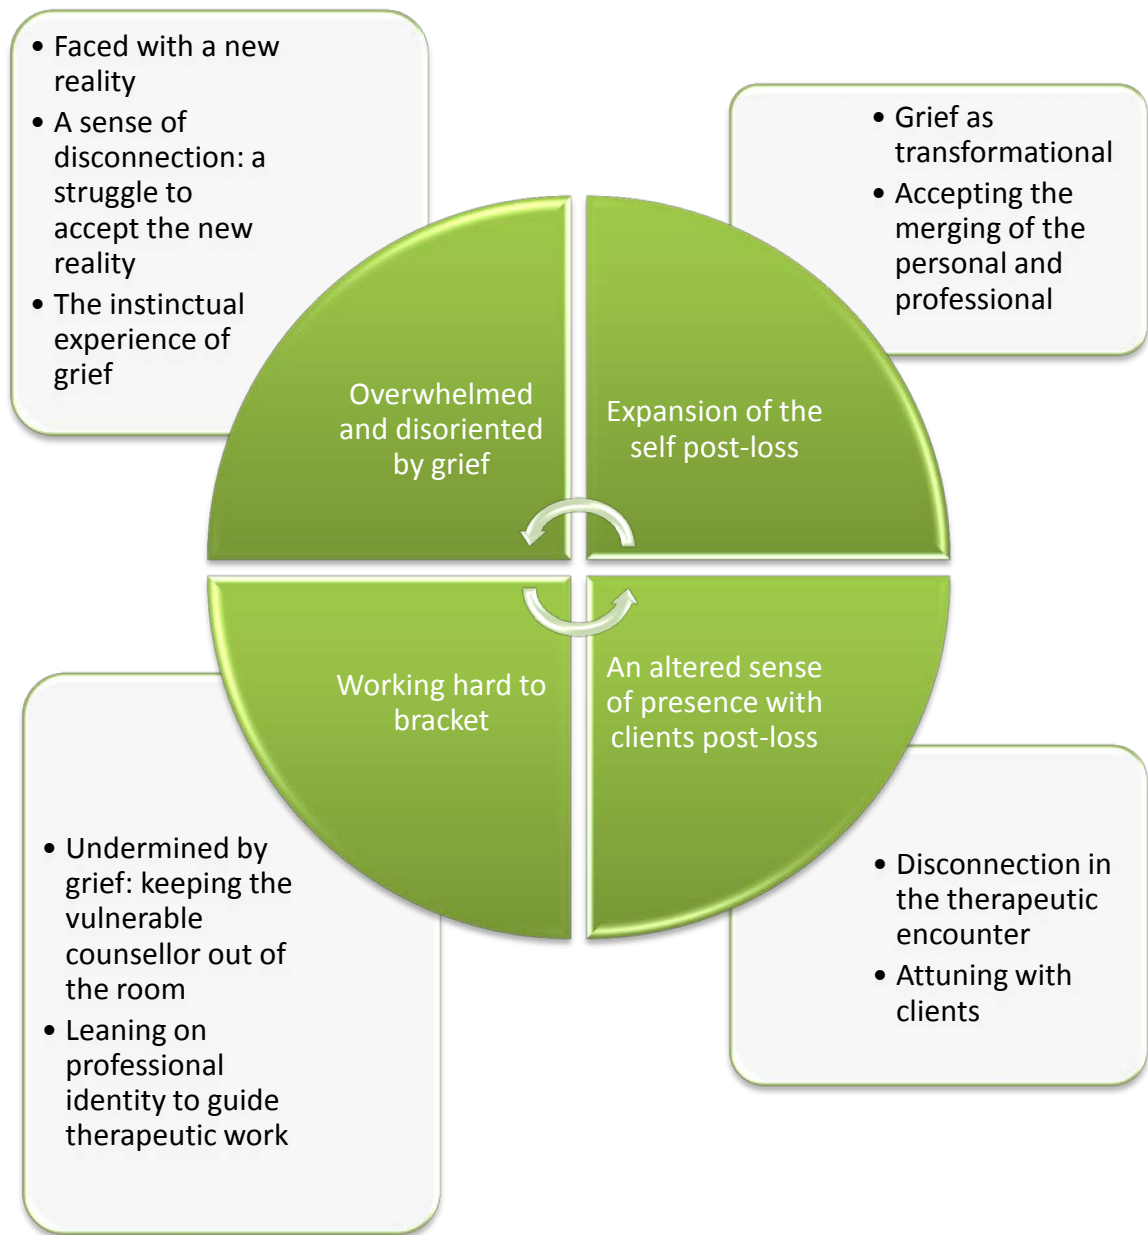 • Faced with a new
reality
• A sense of
disconnection: a
struggle to
accept the new
reality
• The instinctual
experience of
grief
• Grief as
transformational
• Accepting the
merging of the
personal and
professional
Overwhelmed
and disoriented
by grief
Expansion of the
self post-loss
Working hard to
bracket
An altered sense
of presence with
clients post-loss
• Undermined by
grief: keeping the
vulnerable
counsellor out of
the room
• Leaning on
professional
identity to guide
therapeutic work
• Disconnection in
the therapeutic
encounter
• Attuning with
clients